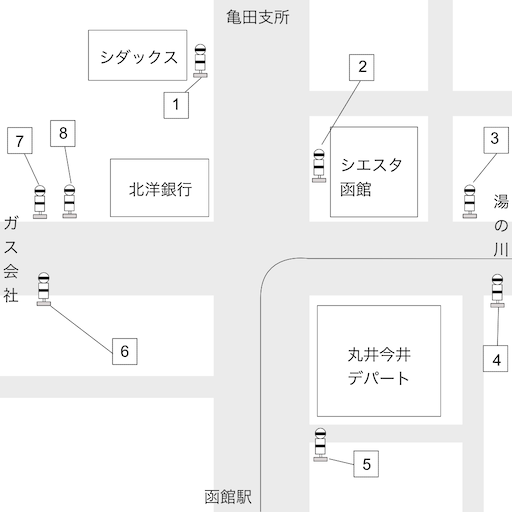 亀田支所
シダックス
1
2
7
8
3
北洋銀行
シエスタ
函館
ガス会社
湯の川
6
丸井今井
デパート
4
5
函館駅